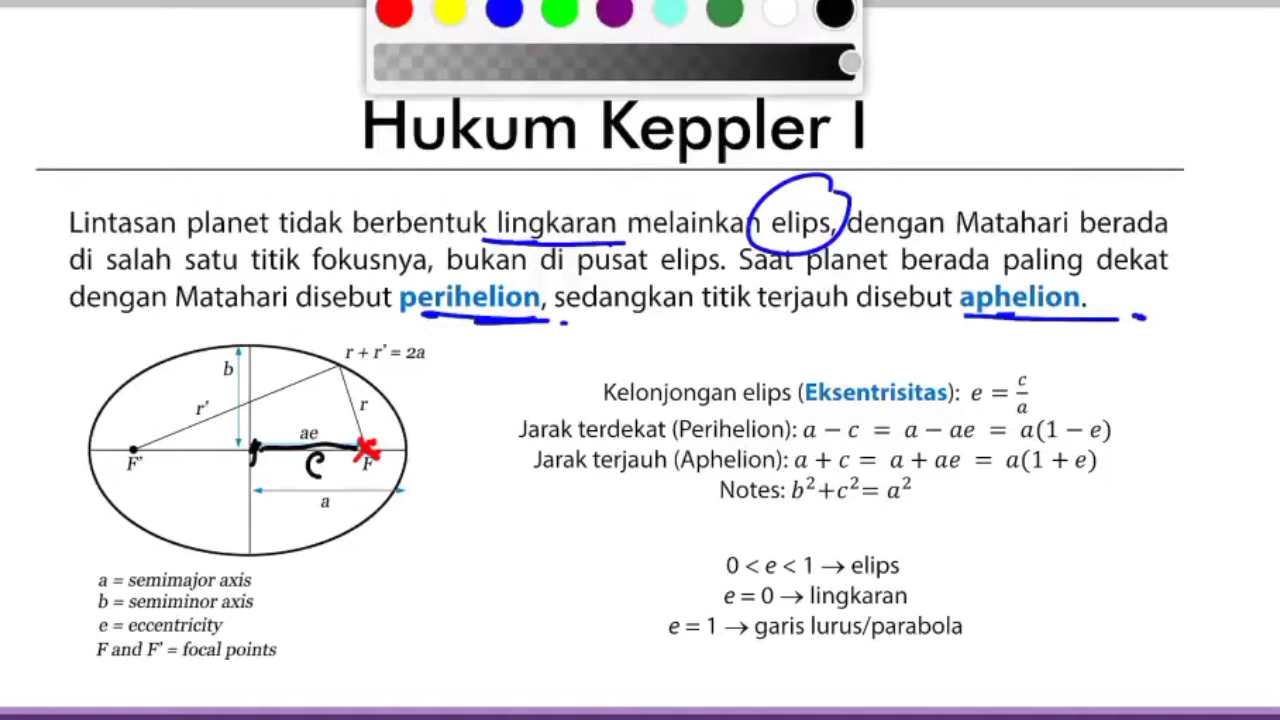 Hukum Keppler I
Lintasan planet tidak berbentuk lingkaran melainkan elips, dengan Matahari berada
di salah satu titik fokusnya, bukan di pusat elips. Saat planet berada paling dekat
dengan Matahari disebut perihelion, sedangkan titik terjauh disebut aphelion.
r + r' = 2a
b
r'
r
ae
F'
C
F
a
a = semimajor axis
b = semiminor axis
e = eccentricity
F and F' = focal points
Kelonjongan elips (Eksentrisitas): e = c/a
Jarak terdekat (Perihelion): a − c = a − ae = a(1 − e)
Jarak terjauh (Aphelion): a + c = a + ae = a(1 + e)
Notes: b²+c²= a²
0 < e < 1 → elips
e = 0 → lingkaran
e = 1 → garis lurus/parabola